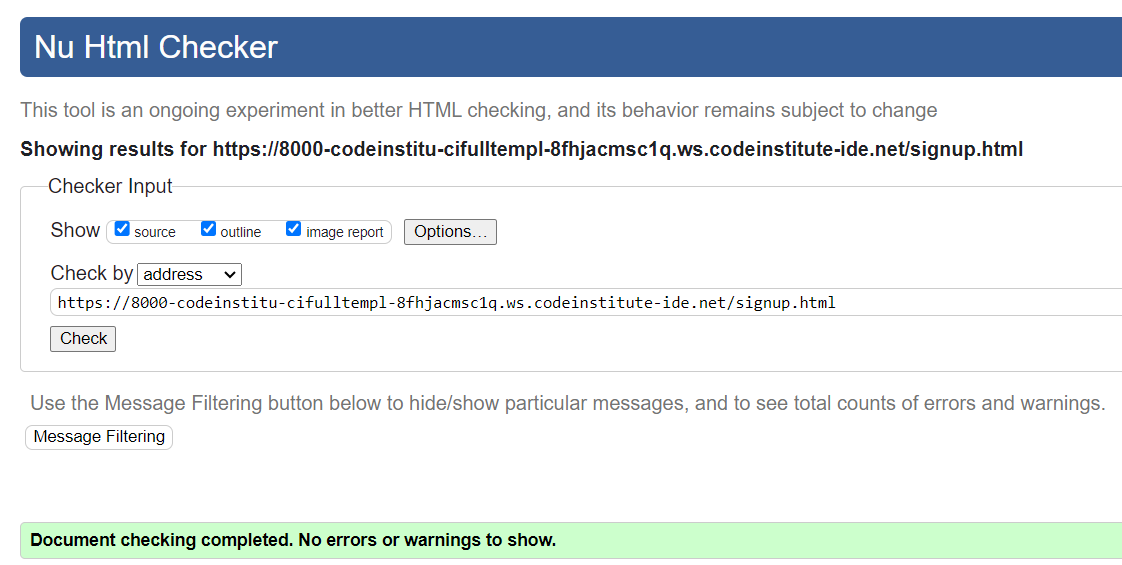 Nu Html Checker
This tool is an ongoing experiment in better HTML checking, and its behavior remains subject to change
Showing results for https://8000-codeinstitu-cifulltempl-8fhjacmsc1q.ws.codeinstitute-ide.net/signup.html
Checker Input
Show source outline image report Options...
Check by address
https://8000-codeinstitu-cifulltempl-8fhjacmsc1q.ws.codeinstitute-ide.net/signup.html
Check
Use the Message Filtering button below to hide/show particular messages, and to see total counts of errors and warnings.
Message Filtering
Document checking completed. No errors or warnings to show.